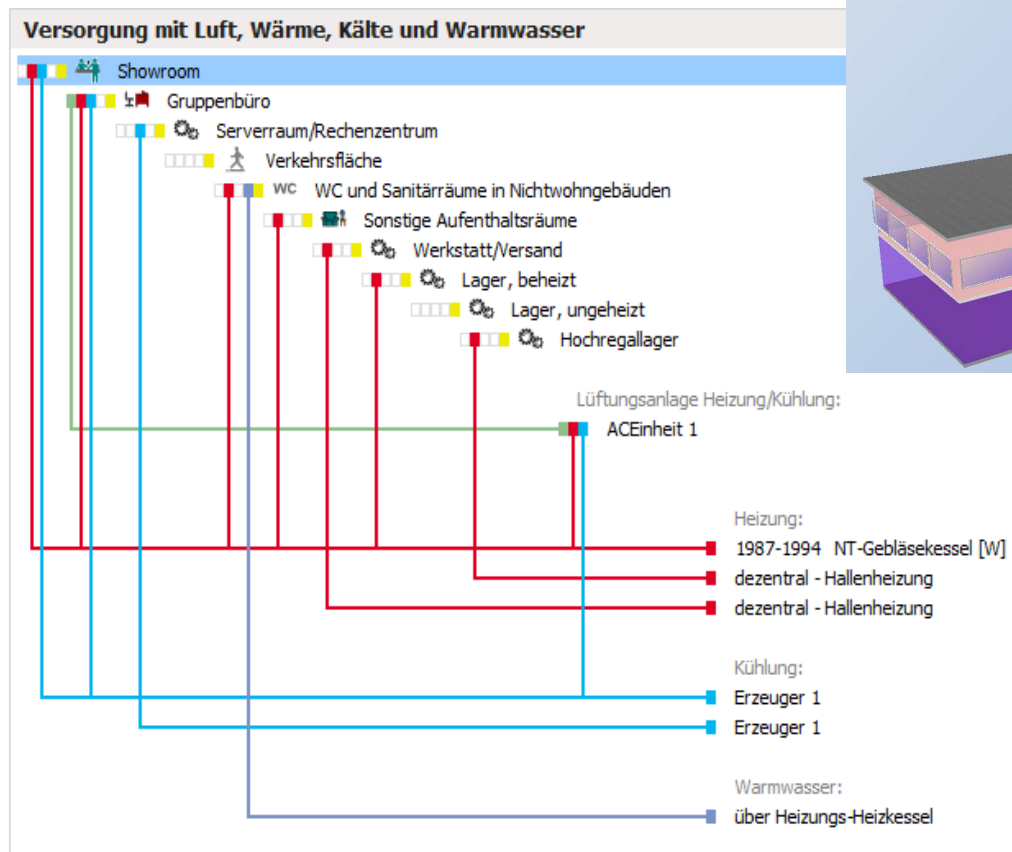 Versorgung mit Luft, Wärme, Kälte und Warmwasser
Showroom
Gruppenbüro
Serverraum/Rechenzentrum
Verkehrsfläche
WC WC und Sanitärräume in Nichtwohngebäuden
Sonstige Aufenthaltsräume
Werkstatt/Versand
Lager, beheizt
Lager, ungeheizt
Hochregallager
Lüftungsanlage Heizung/Kühlung:
ACEinheit 1
Heizung:
1987-1994 NT-Gebläsekessel [W]
dezentral - Hallenheizung
dezentral - Hallenheizung
Kühlung:
Erzeuger 1
Erzeuger 1
Warmwasser:
über Heizungs-Heizkessel